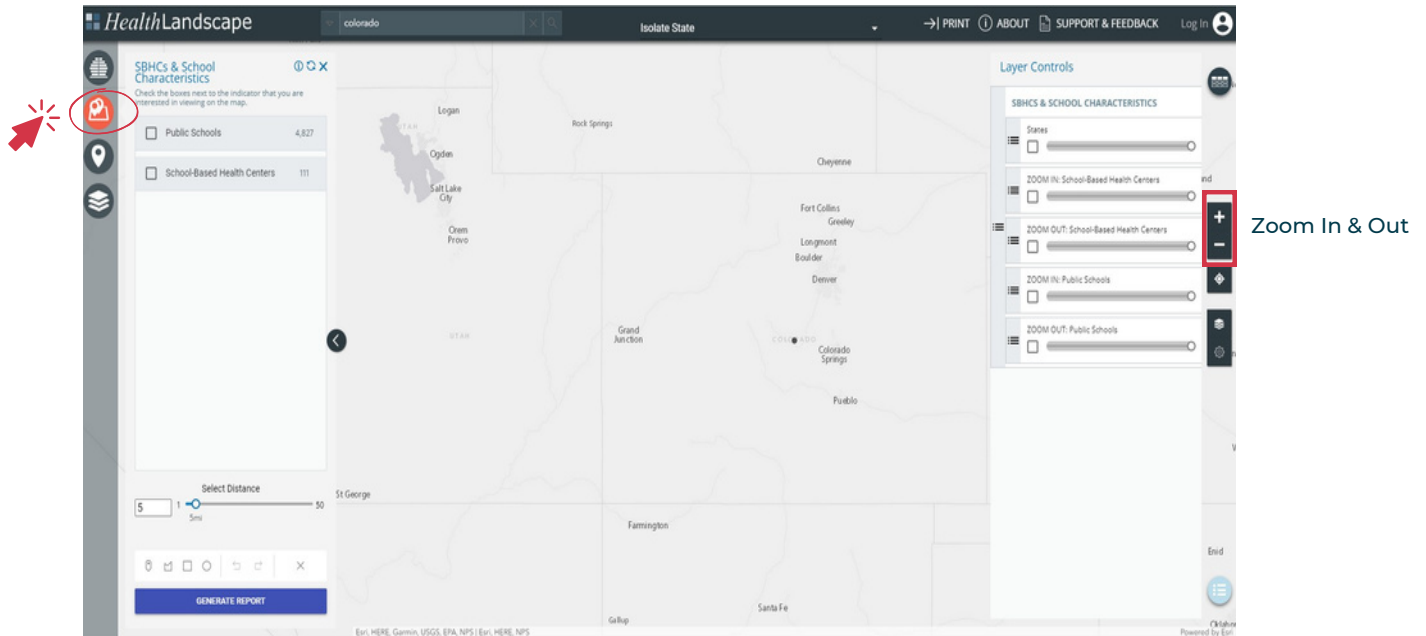 HealthLandscape
colorado
Isolate State
PRINT
ABOUT
SUPPORT & FEEDBACK
Log In
SBHCs & School
Characteristics
Check the boxes next to the indicator that you are
interested in viewing on the map.
Public Schools 4,827
School-Based Health Centers 111
Select Distance
5 1 50
5mi
GENERATE REPORT
Logan
UTAH
Ogden
Salt Lake
City
Orem
Provo
Rock Springs
Cheyenne
Fort Collins
Greeley
Longmont
Boulder
Denver
UTAH
Grand
Junction
COLORADO
Colorado
Springs
Pueblo
St George
Farmington
Santa Fe
Gallup
Esri, HERE, Garmin, USGS, EPA, NPS | Esri, HERE, NPS
Layer Controls
SBHCS & SCHOOL CHARACTERISTICS
States
ZOOM IN: School-Based Health Centers
ZOOM OUT: School-Based Health Centers
ZOOM IN: Public Schools
ZOOM OUT: Public Schools
Zoom In & Out
Enid
Powered by Esri